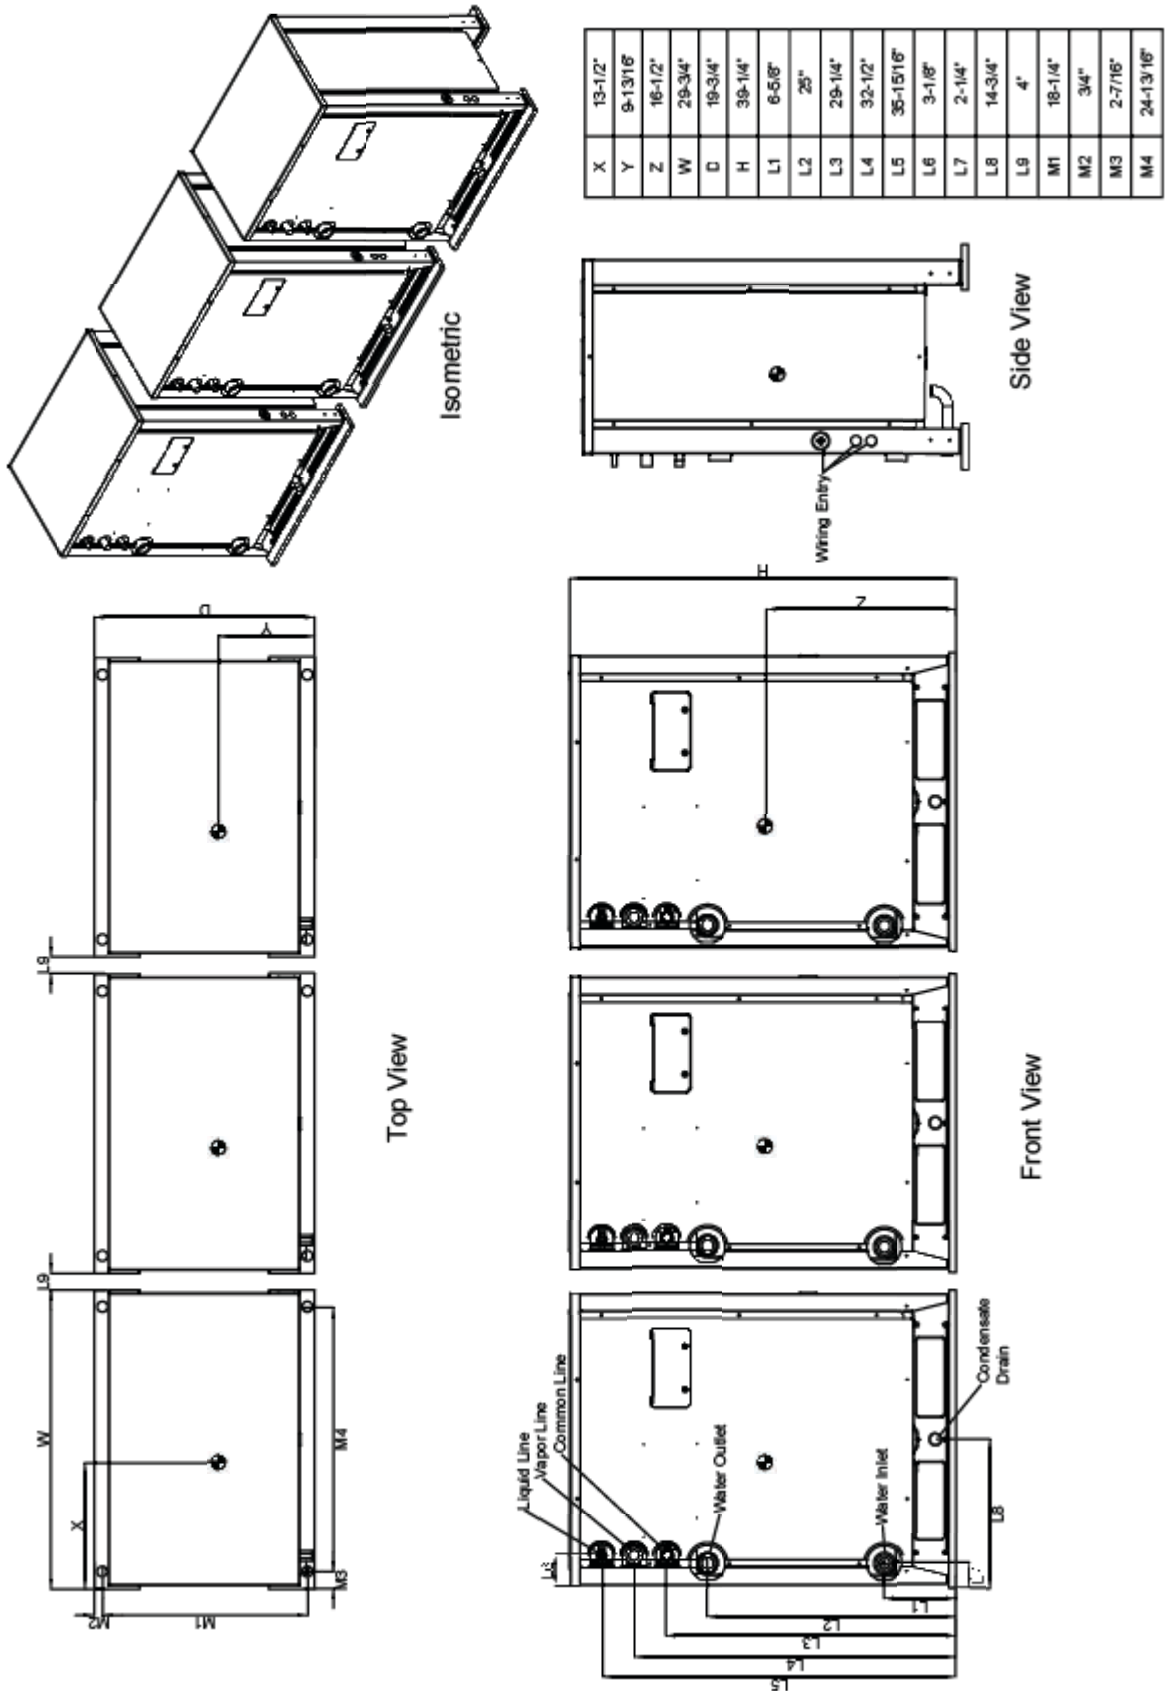 D
Y
L9
L9
W
X
M4
M3
M2
M1
Top View
Isometric
H
Z
Liquid Line
Vapor Line
Common Line
Water Outlet
Water Inlet
Condensate
Drain
L8
L1
L2
L3
L4
L5
Front View
Wiring Entry
Side View
X 13-1/2"
Y 9-13/16"
Z 16-1/2"
W 29-3/4"
D 19-3/4"
H 39-1/4"
L1 6-5/8"
L2 25"
L3 29-1/4"
L4 32-1/2"
L5 35-15/16"
L6 3-1/8"
L7 2-1/4"
L8 14-3/4"
L9 4"
M1 18-1/4"
M2 3/4"
M3 2-7/16"
M4 24-13/16"